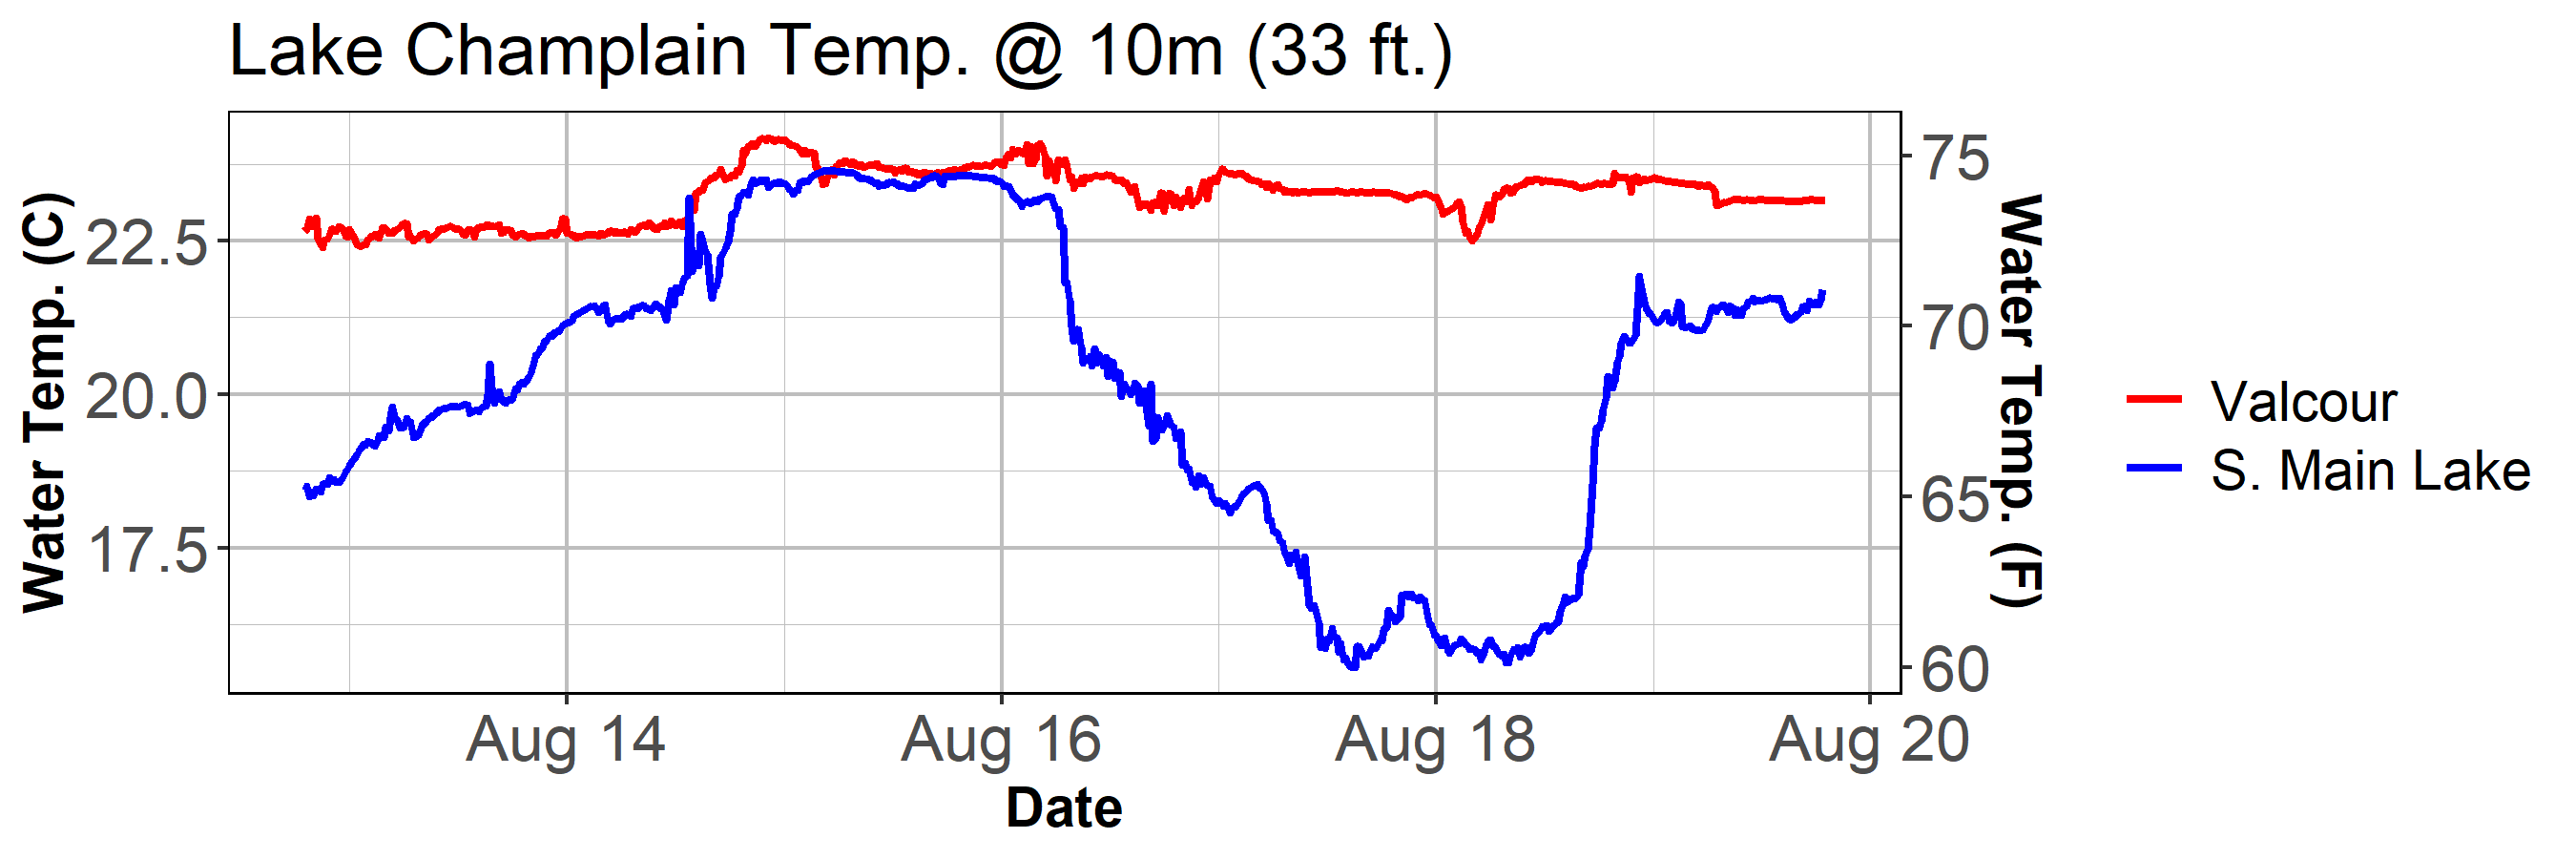 Lake Champlain Temp. @ 10m (33 ft.)
Water Temp. (C)
22.5
20.0
17.5
75
70
65
60
Water Temp. (F)
Aug 14
Aug 16
Aug 18
Aug 20
Date
Valcour
S. Main Lake